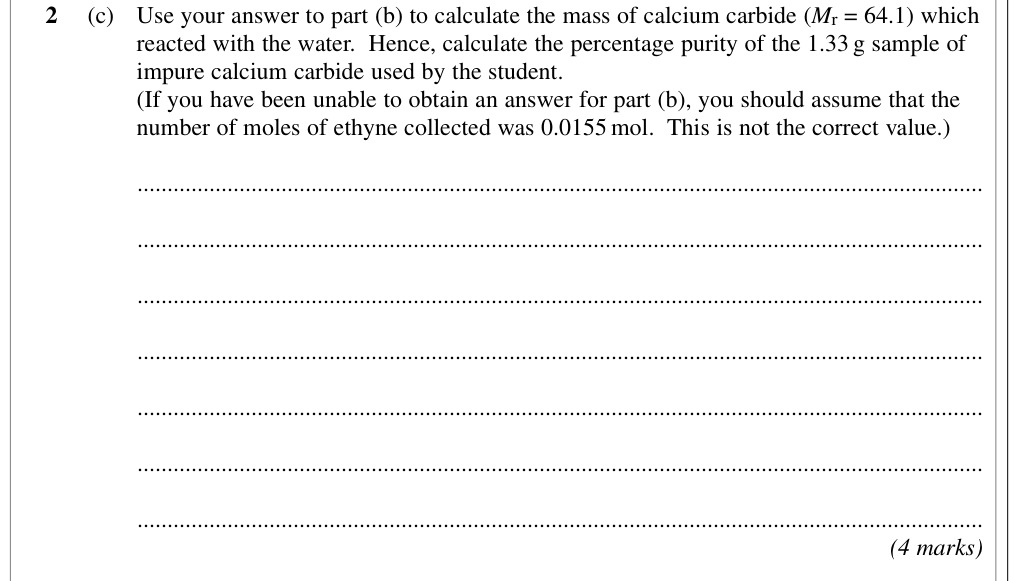 2 (c) Use your answer to part (b) to calculate the mass of calcium carbide (Mr = 64.1) which
reacted with the water. Hence, calculate the percentage purity of the 1.33 g sample of
impure calcium carbide used by the student.
(If you have been unable to obtain an answer for part (b), you should assume that the
number of moles of ethyne collected was 0.0155 mol. This is not the correct value.)
(4 marks)